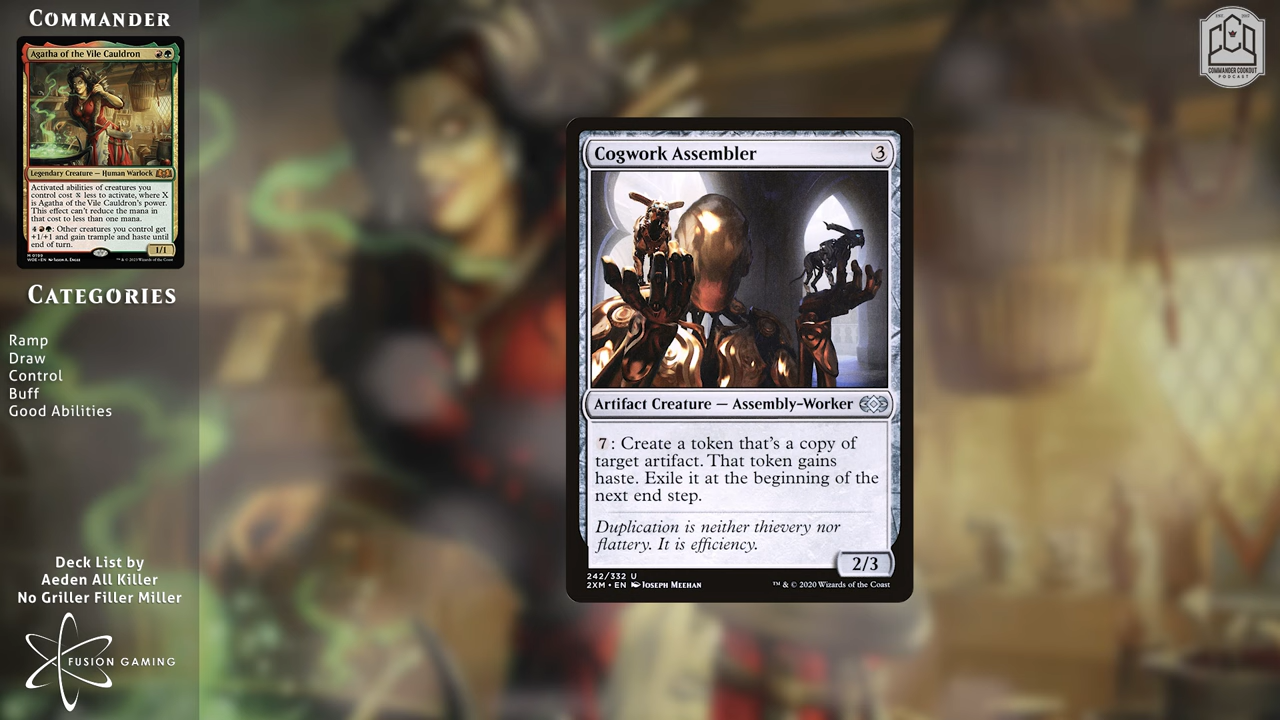 COMMANDER
Agatha of the Vile Cauldron
Legendary Creature — Human Warlock
Activated abilities of creatures you
control cost X less to activate, where X
is Agatha of the Vile Cauldron's power.
This effect can't reduce the mana in
that cost to less than one mana.
4: Other creatures you control get
+1/+1 and gain trample and haste until
end of turn.
1/1
CATEGORIES
Ramp
Draw
Control
Buff
Good Abilities
Deck List by
Aeden All Killer
No Griller Filler Miller
FUSION GAMING
Cogwork Assembler
3
Artifact Creature — Assembly-Worker
7: Create a token that's a copy of
target artifact. That token gains
haste. Exile it at the beginning of the
next end step.
Duplication is neither thievery nor
flattery. It is efficiency.
2/3
242/332 U
2XM • EN JOSEPH MEEHAN
™ & © 2020 Wizards of the Coast
CCO
COMMANDER COOKOUT
PODCAST